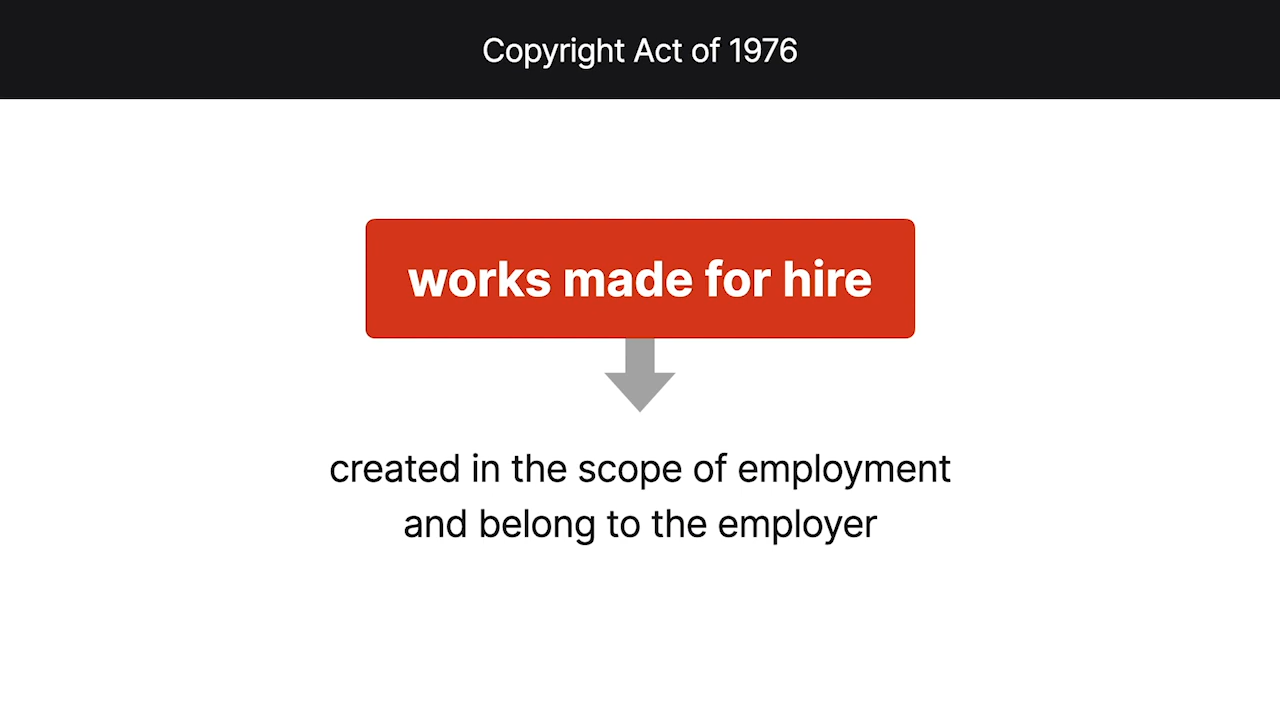 Copyright Act of 1976
works made for hire
created in the scope of employment
and belong to the employer